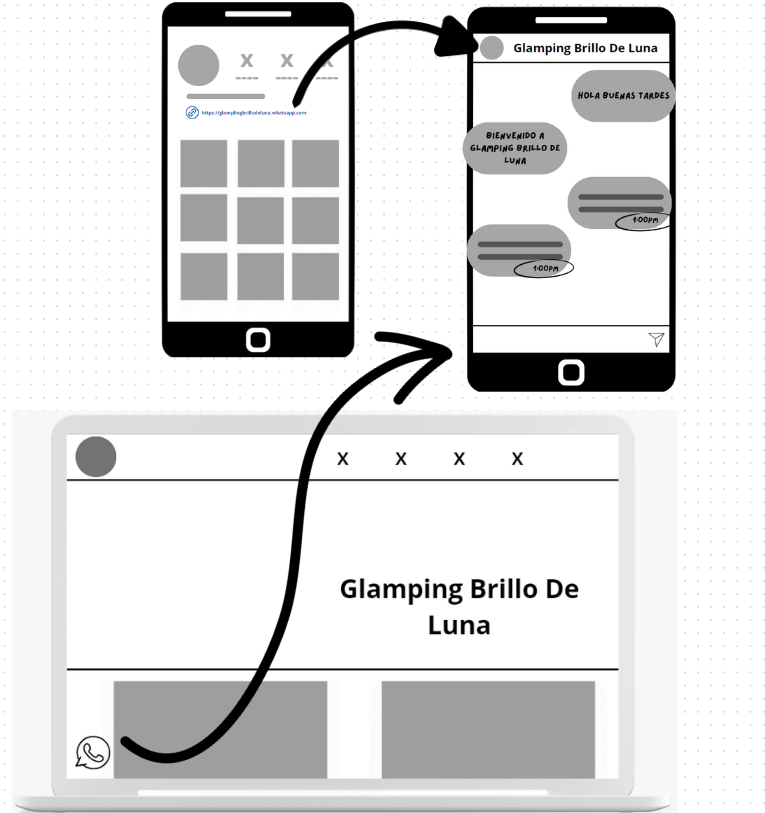 X X X
---- ---- ----
https://glamplingbrillodeluna.whatsapp.com
Glamping Brillo De Luna
HOLA BUENAS TARDES
BIENVENIDO A
GLAMPING BRILLO DE
LUNA
1:00PM
1:00PM
X X X X
Glamping Brillo De
Luna